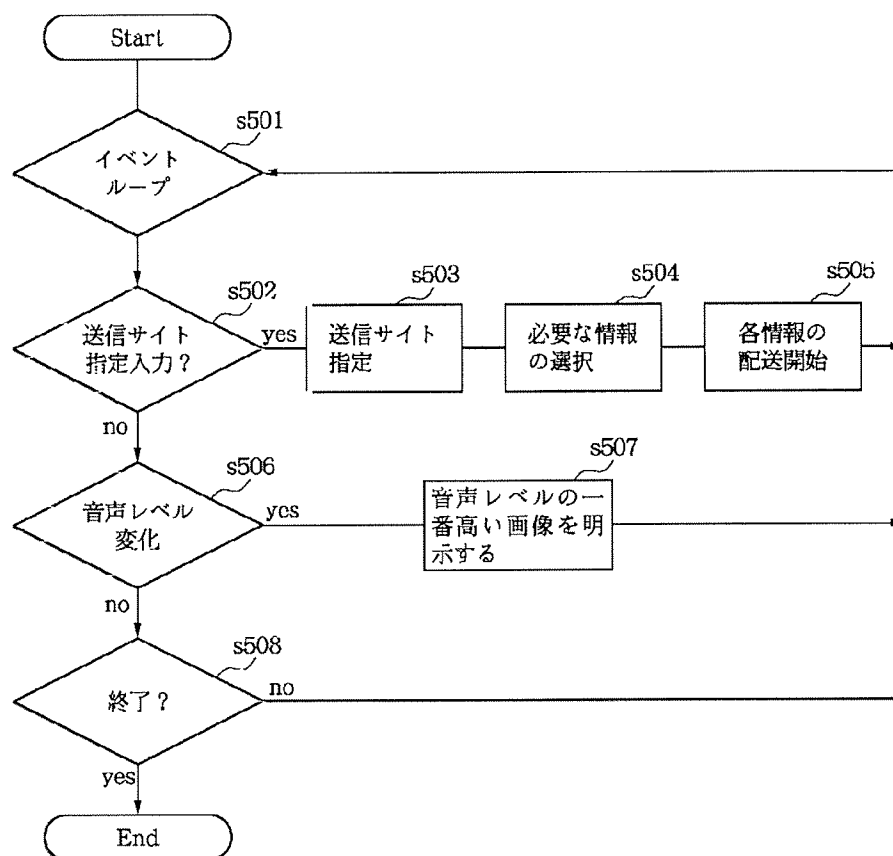 Start
s501
イベント
ループ
s502
送信サイト
指定入力？
yes
no
s503
送信サイト
指定
s504
必要な情報
の選択
s505
各情報の
配送開始
s506
音声レベル
変化
yes
no
s507
音声レベルの一
番高い画像を明
示する
s508
終了？
no
yes
End